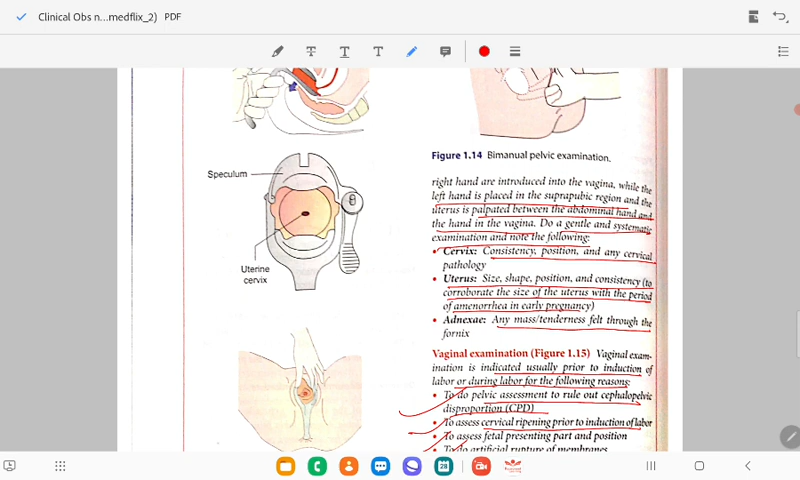 Clinical Obs n...medflix_2) PDF
T T T
Speculum
Uterine
cervix
Figure 1.14 Bimanual pelvic examination.
right hand are introduced into the vagina, while the
left hand is placed in the suprapubic region and the
uterus is palpated between the abdominal hand and
the hand in the vagina. Do a gentle and systematic
examination and note the following:
• Cervix: Consistency, position, and any cervical
pathology
• Uterus: Size, shape, position, and consistency (to
corroborate the size of the uterus with the period
of amenorrhea in early pregnancy)
• Adnexae: Any mass/tenderness felt through the
fornix
Vaginal examination (Figure 1.15) Vaginal exam-
ination is indicated usually prior to induction of
labor or during labor for the following reasons:
• To do pelvic assessment to rule out cephalopelvic
disproportion (CPD)
• To assess cervical ripening prior to induction of labor
• To assess fetal presenting part and position
• To do artificial rupture of membranes
28